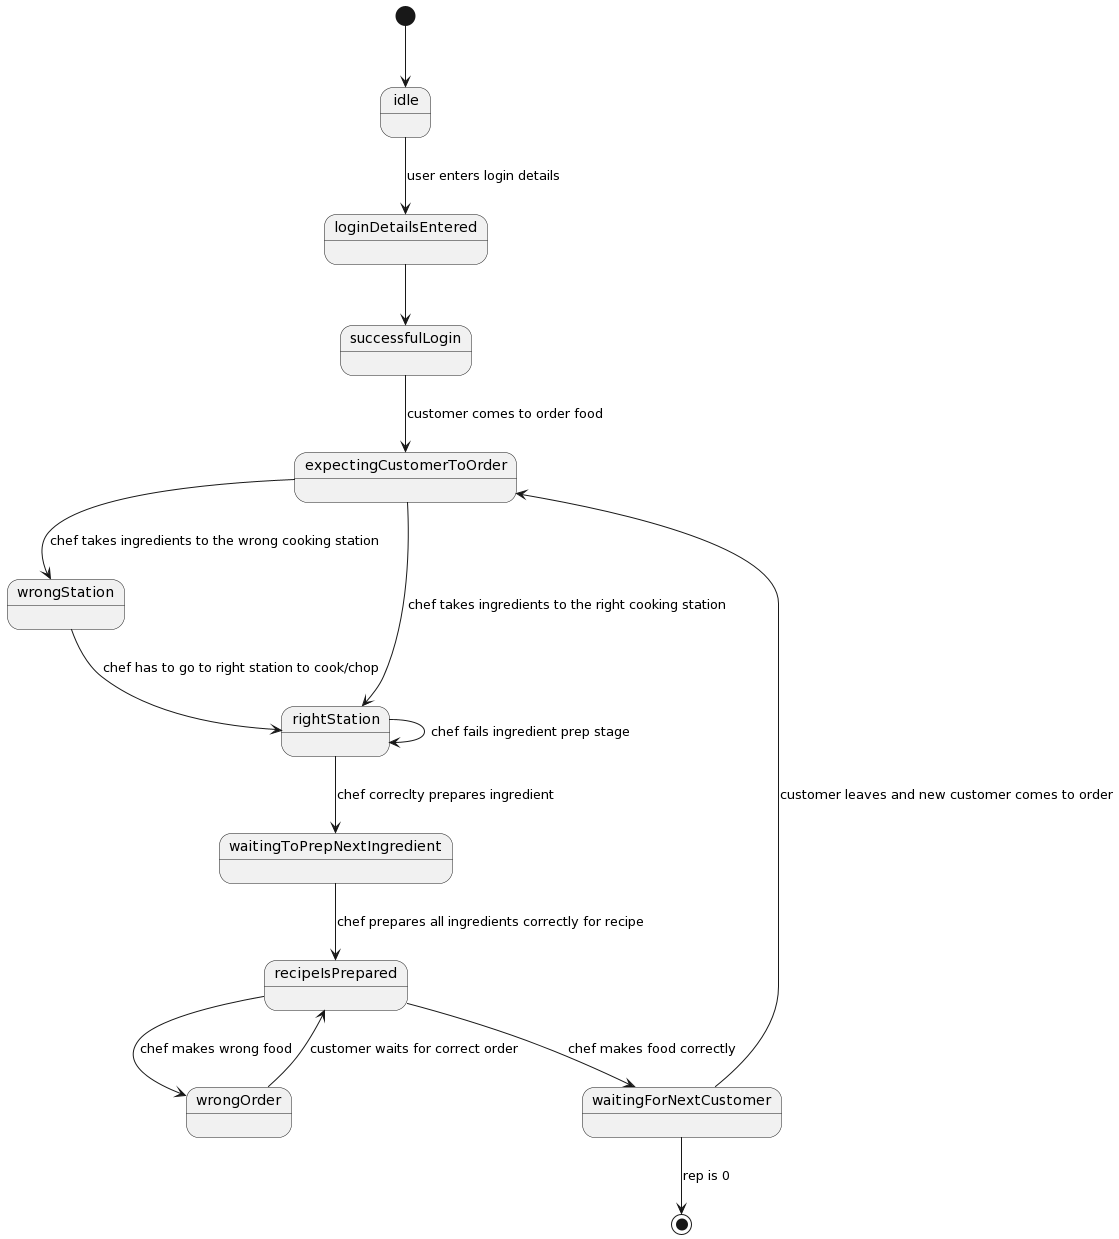 idle
user enters login details
loginDetailsEntered
successfulLogin
customer comes to order food
expectingCustomerToOrder
chef takes ingredients to the wrong cooking station
wrongStation
chef takes ingredients to the right cooking station
chef has to go to right station to cook/chop
rightStation
chef fails ingredient prep stage
chef correclty prepares ingredient
customer leaves and new customer comes to order
waitingToPrepNextIngredient
chef prepares all ingredients correctly for recipe
recipeIsPrepared
chef makes wrong food
customer waits for correct order
chef makes food correctly
wrongOrder
waitingForNextCustomer
rep is 0